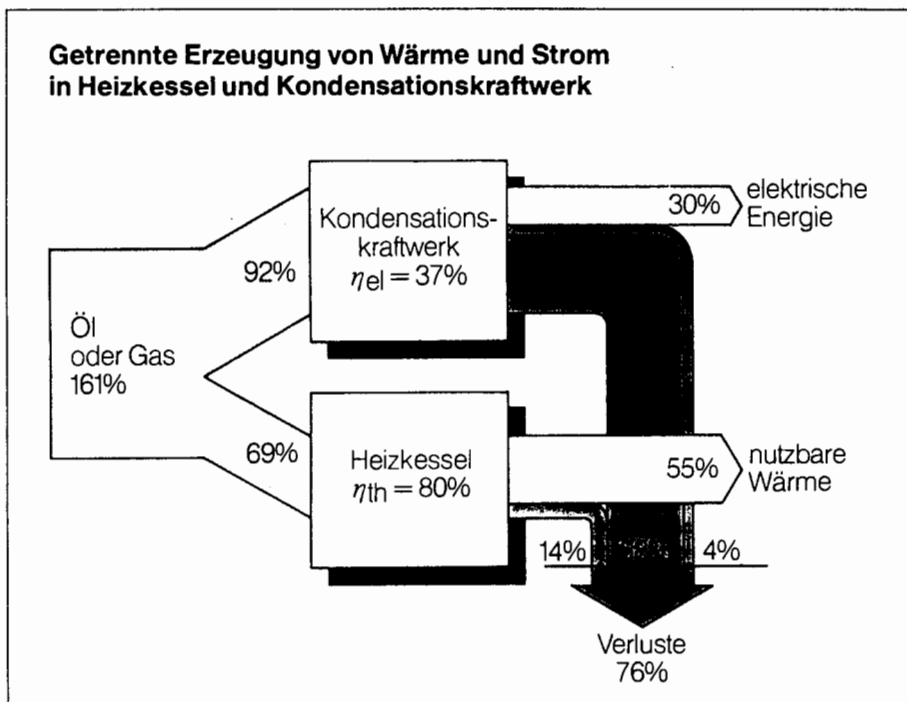 Getrennte Erzeugung von Wärme und Strom
in Heizkessel und Kondensationskraftwerk
Kondensations-
kraftwerk
ηel = 37%
30%
elektrische
Energie
92%
Öl
oder Gas
161%
69%
Heizkessel
ηth = 80%
55%
nutzbare
Wärme
14%
4%
Verluste
76%